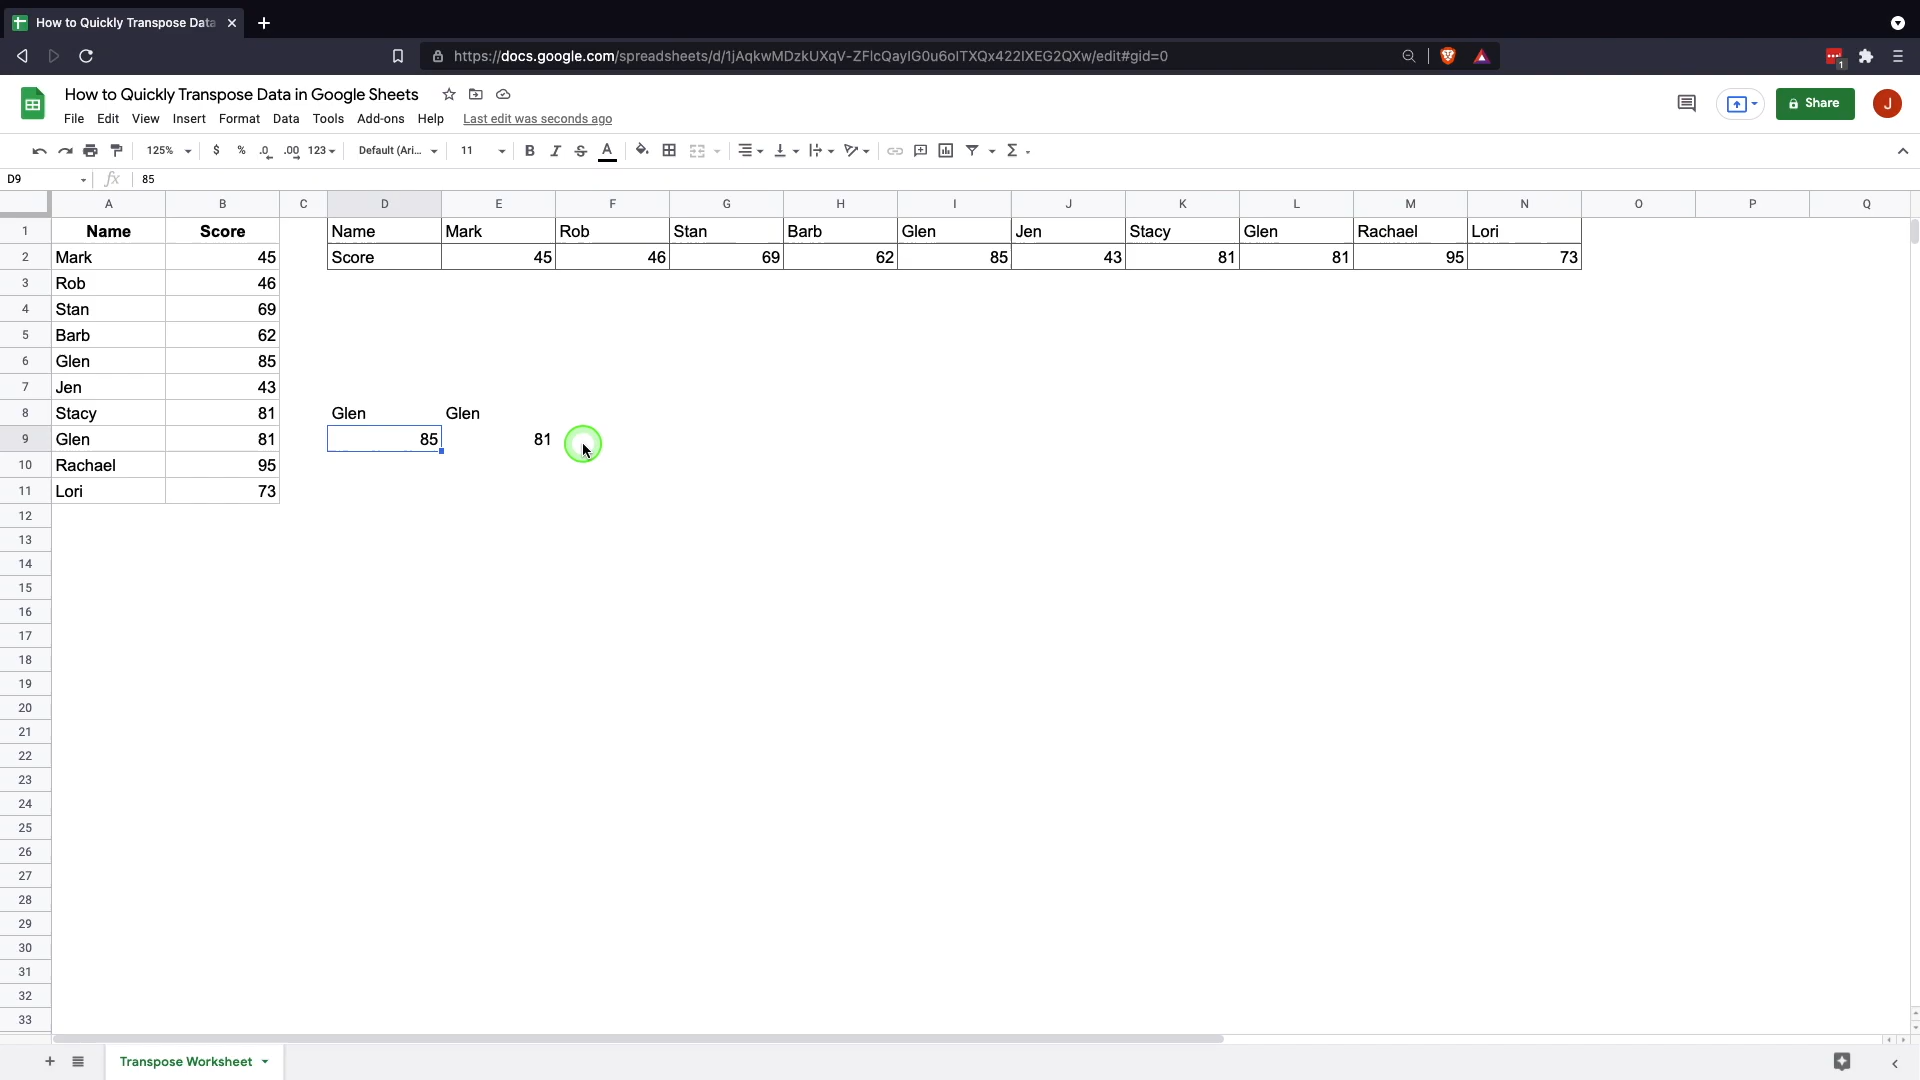 How to Quickly Transpose Data
https://docs.google.com/spreadsheets/d/1jAqkwMDzkUXqV-ZFlcQayIG0u6oITXQx422IXEG2QXw/edit#gid=0
1
How to Quickly Transpose Data in Google Sheets
Share
J
File Edit View Insert Format Data Tools Add-ons Help Last edit was seconds ago
125% $ % .0 .00 123 Default (Ari... 11 B I S A Σ
D9 fx 85
A B C D E F G H I J K L M N O P Q
1 Name Score Name Mark Rob Stan Barb Glen Jen Stacy Glen Rachael Lori
2 Mark 45 Score 45 46 69 62 85 43 81 81 95 73
3 Rob 46
4 Stan 69
5 Barb 62
6 Glen 85
7 Jen 43
8 Stacy 81 Glen Glen
9 Glen 81 85 81
10 Rachael 95
11 Lori 73
12
13
14
15
16
17
18
19
20
21
22
23
24
25
26
27
28
29
30
31
32
33
Transpose Worksheet